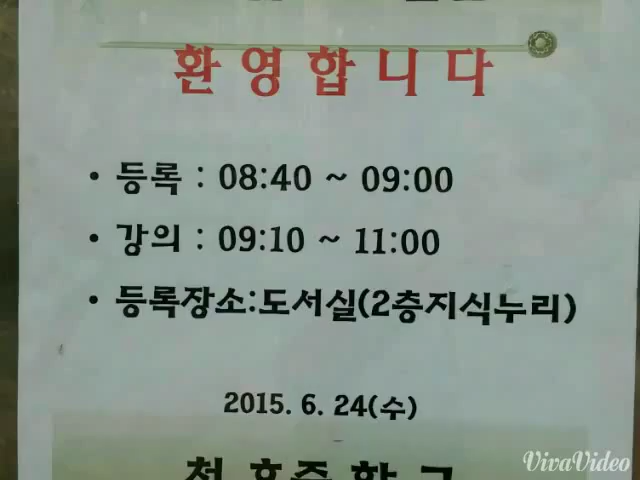 환영합니다
• 등록 : 08:40 ~ 09:00
• 강의 : 09:10 ~ 11:00
• 등록장소:도서실(2층지식누리)
2015. 6. 24(수)
VivaVideo